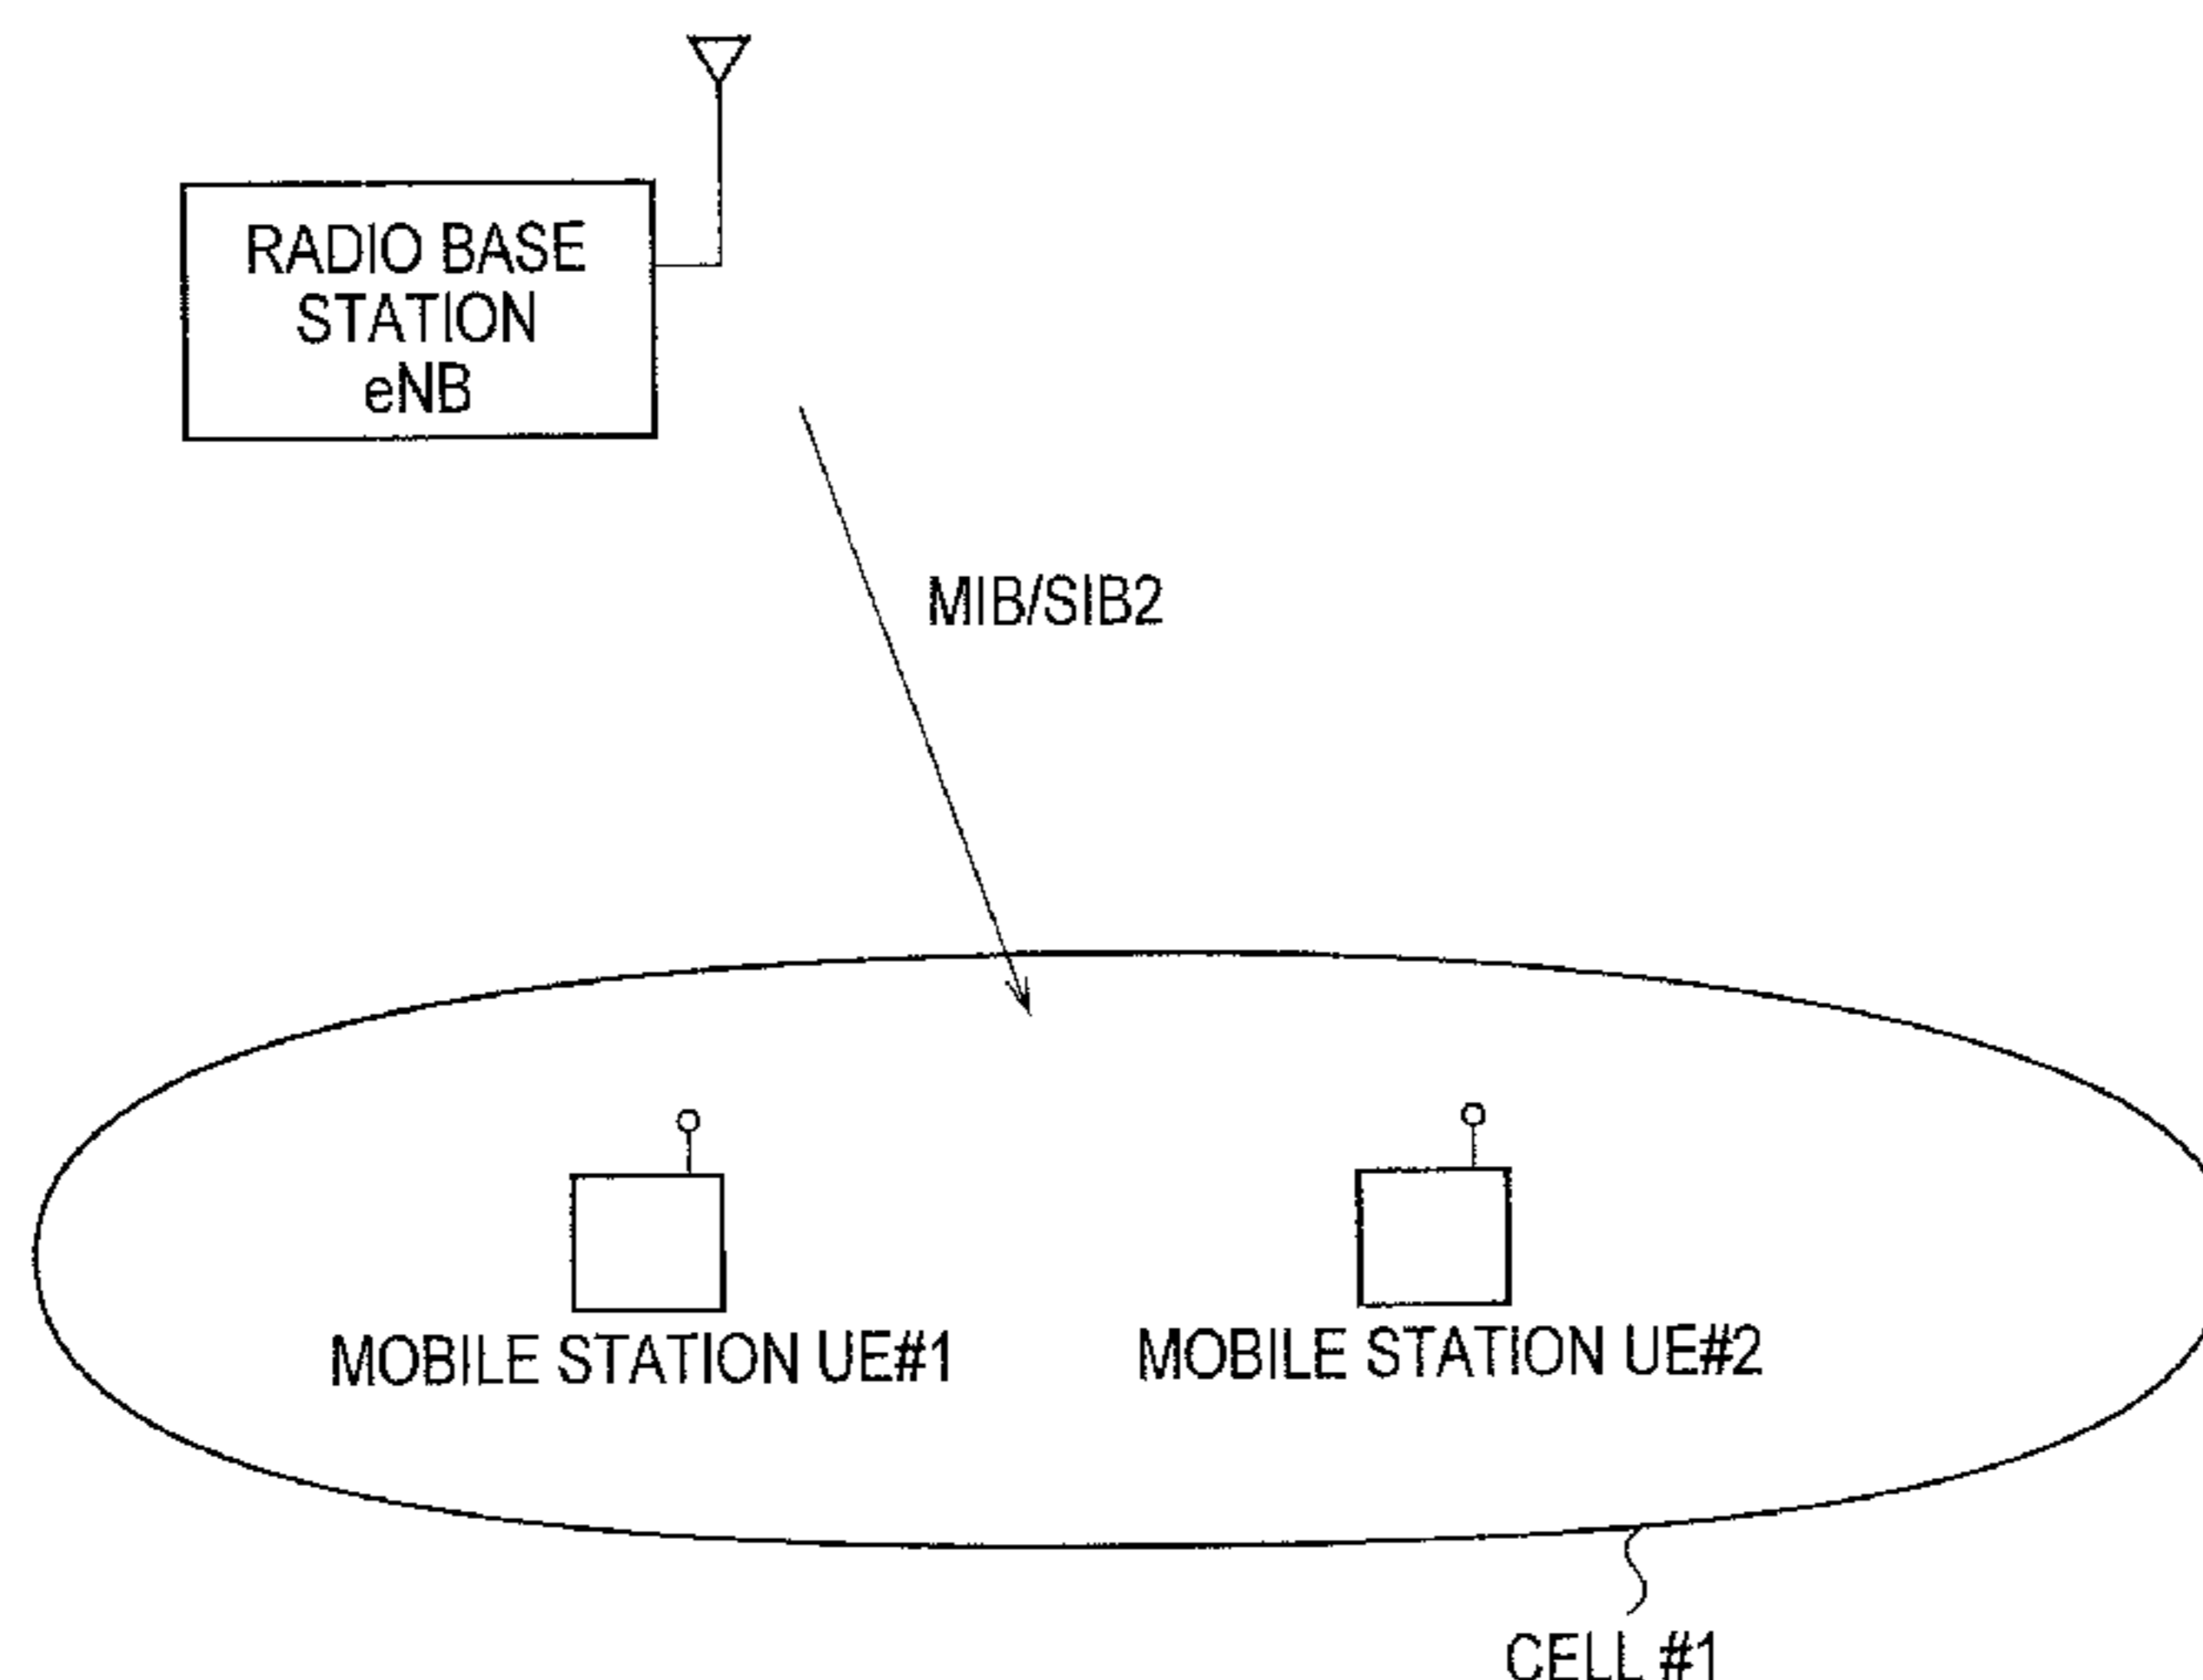 RADIO BASE
STATION
eNB
MIB/SIB2
MOBILE STATION UE#1
MOBILE STATION UE#2
CELL #1